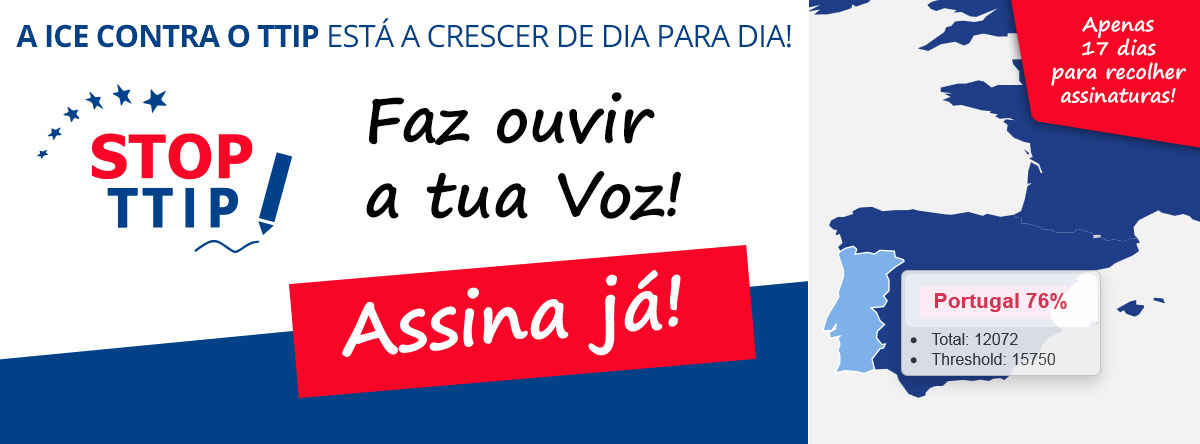 A ICE CONTRA O TTIP ESTÁ A CRESCER DE DIA PARA DIA!
STOP
TTIP
Faz ouvir
a tua Voz!
Assina já!
Apenas
17 dias
para recolher
assinaturas!
Portugal 76%
• Total: 12072
• Threshold: 15750